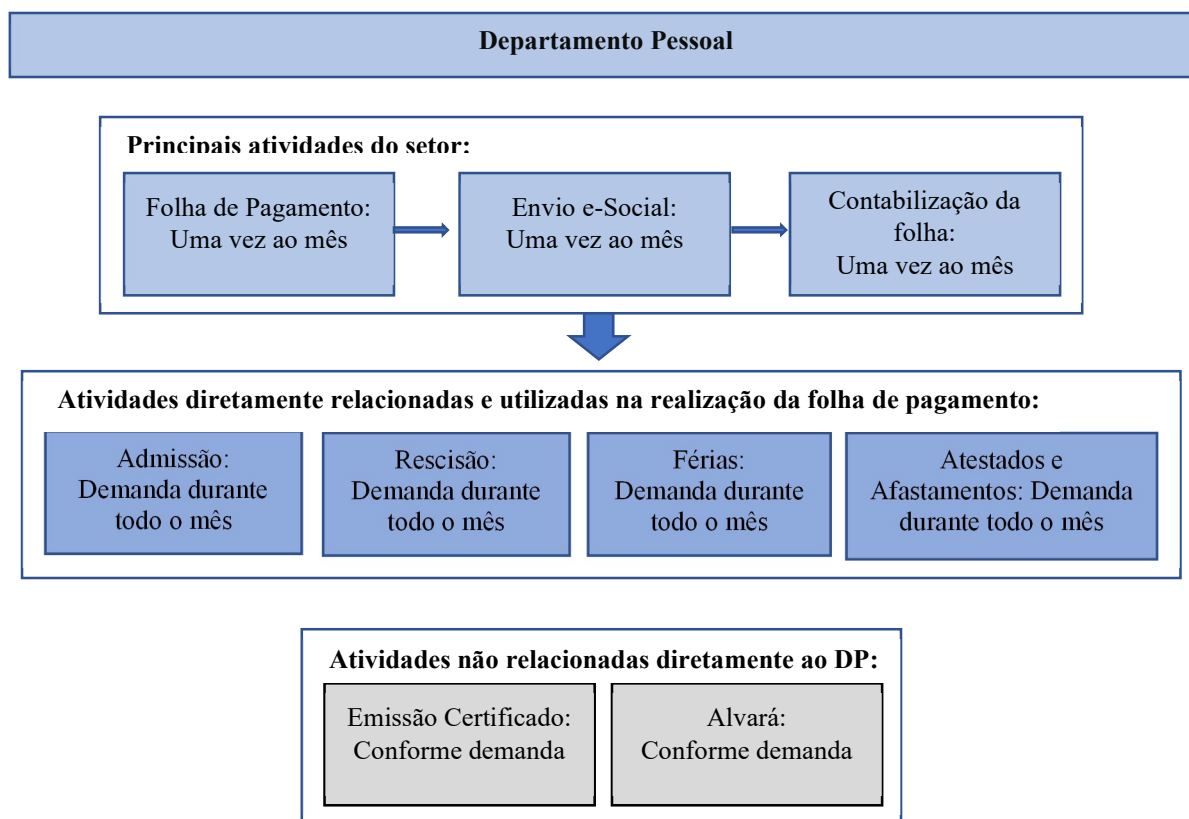 Departamento Pessoal
Principais atividades do setor:
Folha de Pagamento:
Uma vez ao mês
Envio e-Social:
Uma vez ao mês
Contabilização da
folha:
Uma vez ao mês
Atividades diretamente relacionadas e utilizadas na realização da folha de pagamento:
Admissão:
Demanda durante
todo o mês
Rescisão:
Demanda durante
todo o mês
Férias:
Demanda durante
todo o mês
Atestados e
Afastamentos: Demanda
durante todo o mês
Atividades não relacionadas diretamente ao DP:
Emissão Certificado:
Conforme demanda
Alvará:
Conforme demanda